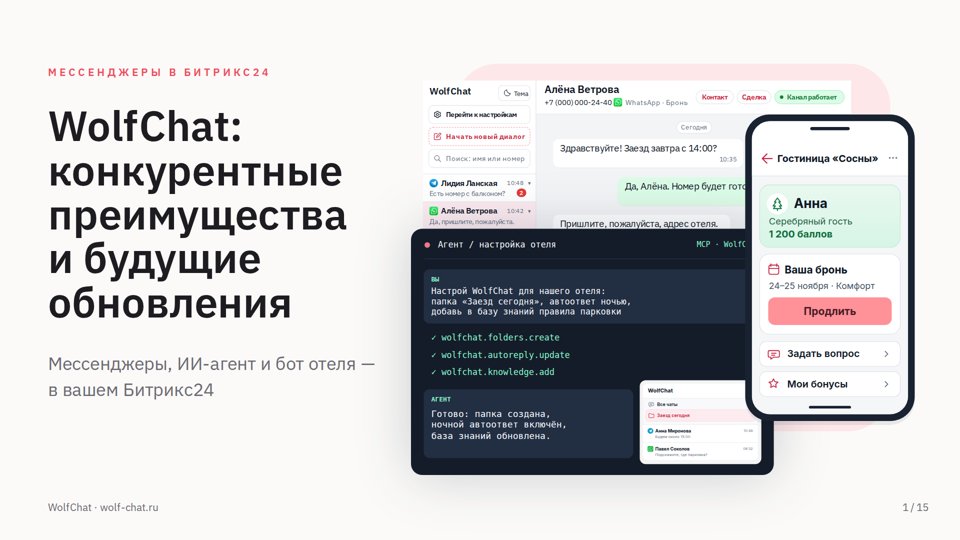 МЕССЕНДЖЕРЫ В БИТРИКС24
WolfChat:
конкурентные
преимущества
и будущие
обновления
Мессенджеры, ИИ-агент и бот отеля —
в вашем Битрикс24
WolfChat
Тема
Перейти к настройкам
Начать новый диалог
Поиск: имя или номер
Лидия Ланская 10:48
Есть номер с балконом? 2
Алёна Ветрова 10:42
Да, пришлите, пожалуйста.
Алёна Ветрова
+7 (000) 000-24-40 WhatsApp · Бронь
Контакт
Сделка
Канал работает
Сегодня
Здравствуйте! Заезд завтра с 14:00?
10:35
Да, Алёна. Номер будет гото
Пришлите, пожалуйста, адрес отеля.
Агент / настройка отеля
MCP · WolfC
ВЫ
Настрой WolfChat для нашего отеля:
папка «Заезд сегодня», автоответ ночью,
добавь в базу знаний правила парковки
✓ wolfchat.folders.create
✓ wolfchat.autoreply.update
✓ wolfchat.knowledge.add
АГЕНТ
Готово: папка создана,
ночной автоответ включён,
база знаний обновлена.
WolfChat
Все чаты
Заезд сегодня
Анна Миронова
Павел Соколов
Гостиница «Сосны» ···
Анна
Серебряный гость
1 200 баллов
Ваша бронь
24–25 ноября · Комфорт
Продлить
Задать вопрос
Мои бонусы
WolfChat · wolf-chat.ru
1 / 15